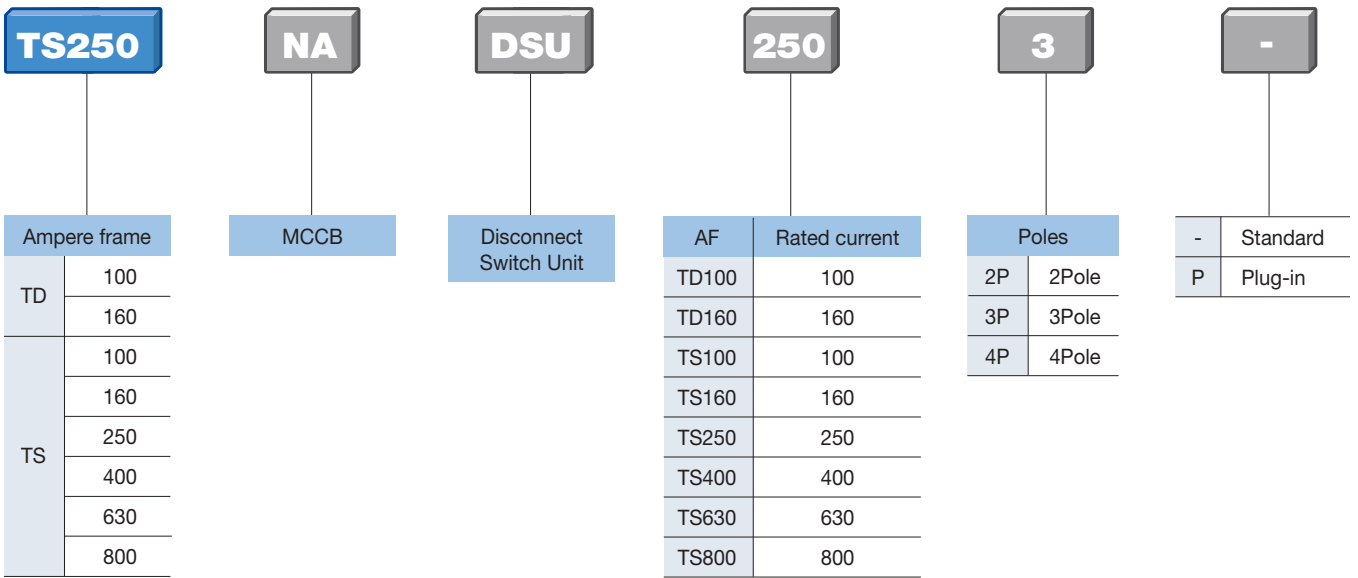 TS250 NA DSU 250 3 -
Ampere frame
TD 100
160
TS 100
160
250
400
630
800
MCCB
Disconnect
Switch Unit
AF Rated current
TD100 100
TD160 160
TS100 100
TS160 160
TS250 250
TS400 400
TS630 630
TS800 800
Poles
2P 2Pole
3P 3Pole
4P 4Pole
- Standard
P Plug-in